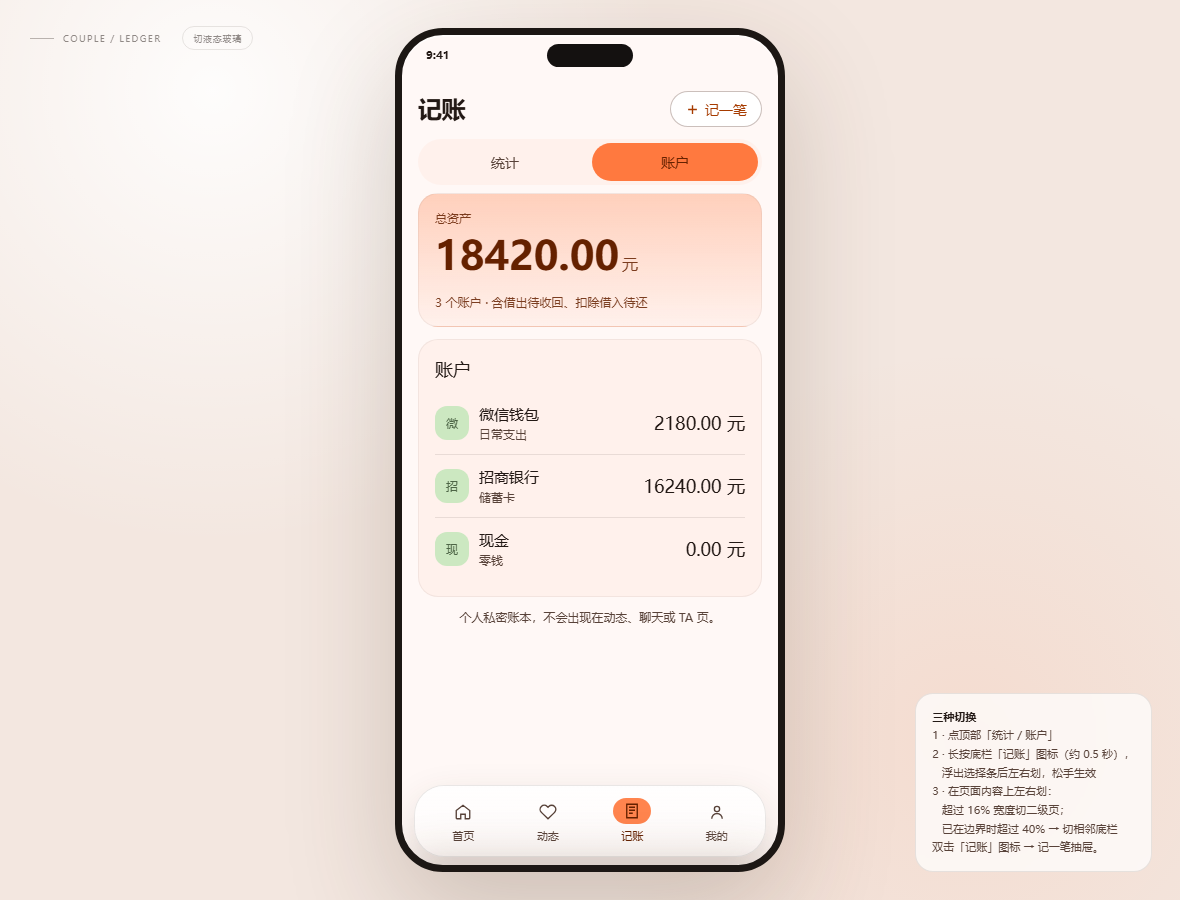 COUPLE / LEDGER
切液态玻璃
9:41
记账
+ 记一笔
统计
账户
总资产
18420.00元
3 个账户 · 含借出待收回、扣除借入待还
账户
微
微信钱包
日常支出
2180.00 元
招
招商银行
储蓄卡
16240.00 元
现
现金
零钱
0.00 元
个人私密账本，不会出现在动态、聊天或 TA 页。
首页
动态
记账
我的
三种切换
1 · 点顶部「统计 / 账户」
2 · 长按底栏「记账」图标（约 0.5 秒），
浮出选择条后左右划，松手生效
3 · 在页面内容上左右划：
超过 16% 宽度切二级页；
已在边界时超过 40% → 切相邻底栏
双击「记账」图标 → 记一笔抽屉。